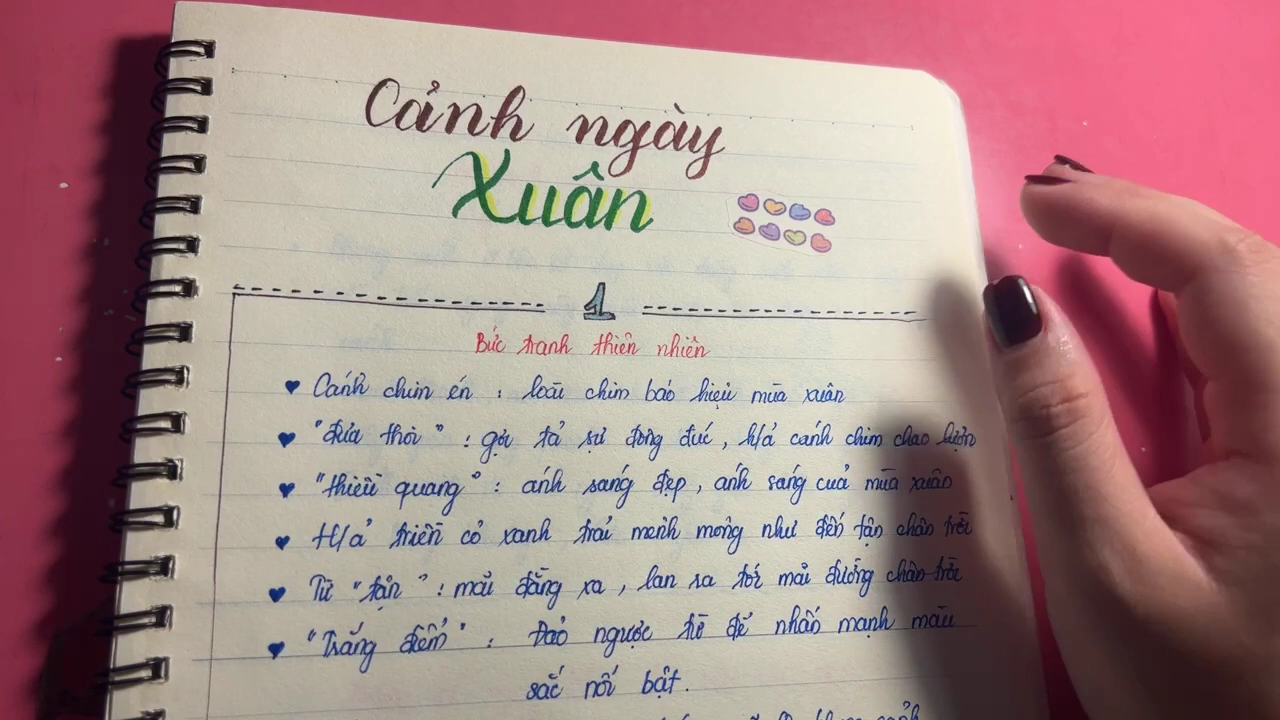 Cảnh ngày
Xuân
1
Bức tranh thiên nhiên
Cánh chim én : loài chim báo hiệu mùa xuân
"đưa thoi" : gợi tả sự đông đúc, h/ả cánh chim chao lượn
"thiều quang" : ánh sáng đẹp, ánh sáng của mùa xuân
H/ả triền cỏ xanh trải mênh mông như đến tận chân trời
Từ "tận" : mãi đằng xa, lan ra tới mãi đường chân trời
"Trắng điểm" : Đảo ngược từ để nhấn mạnh màu
sắc nổi bật.